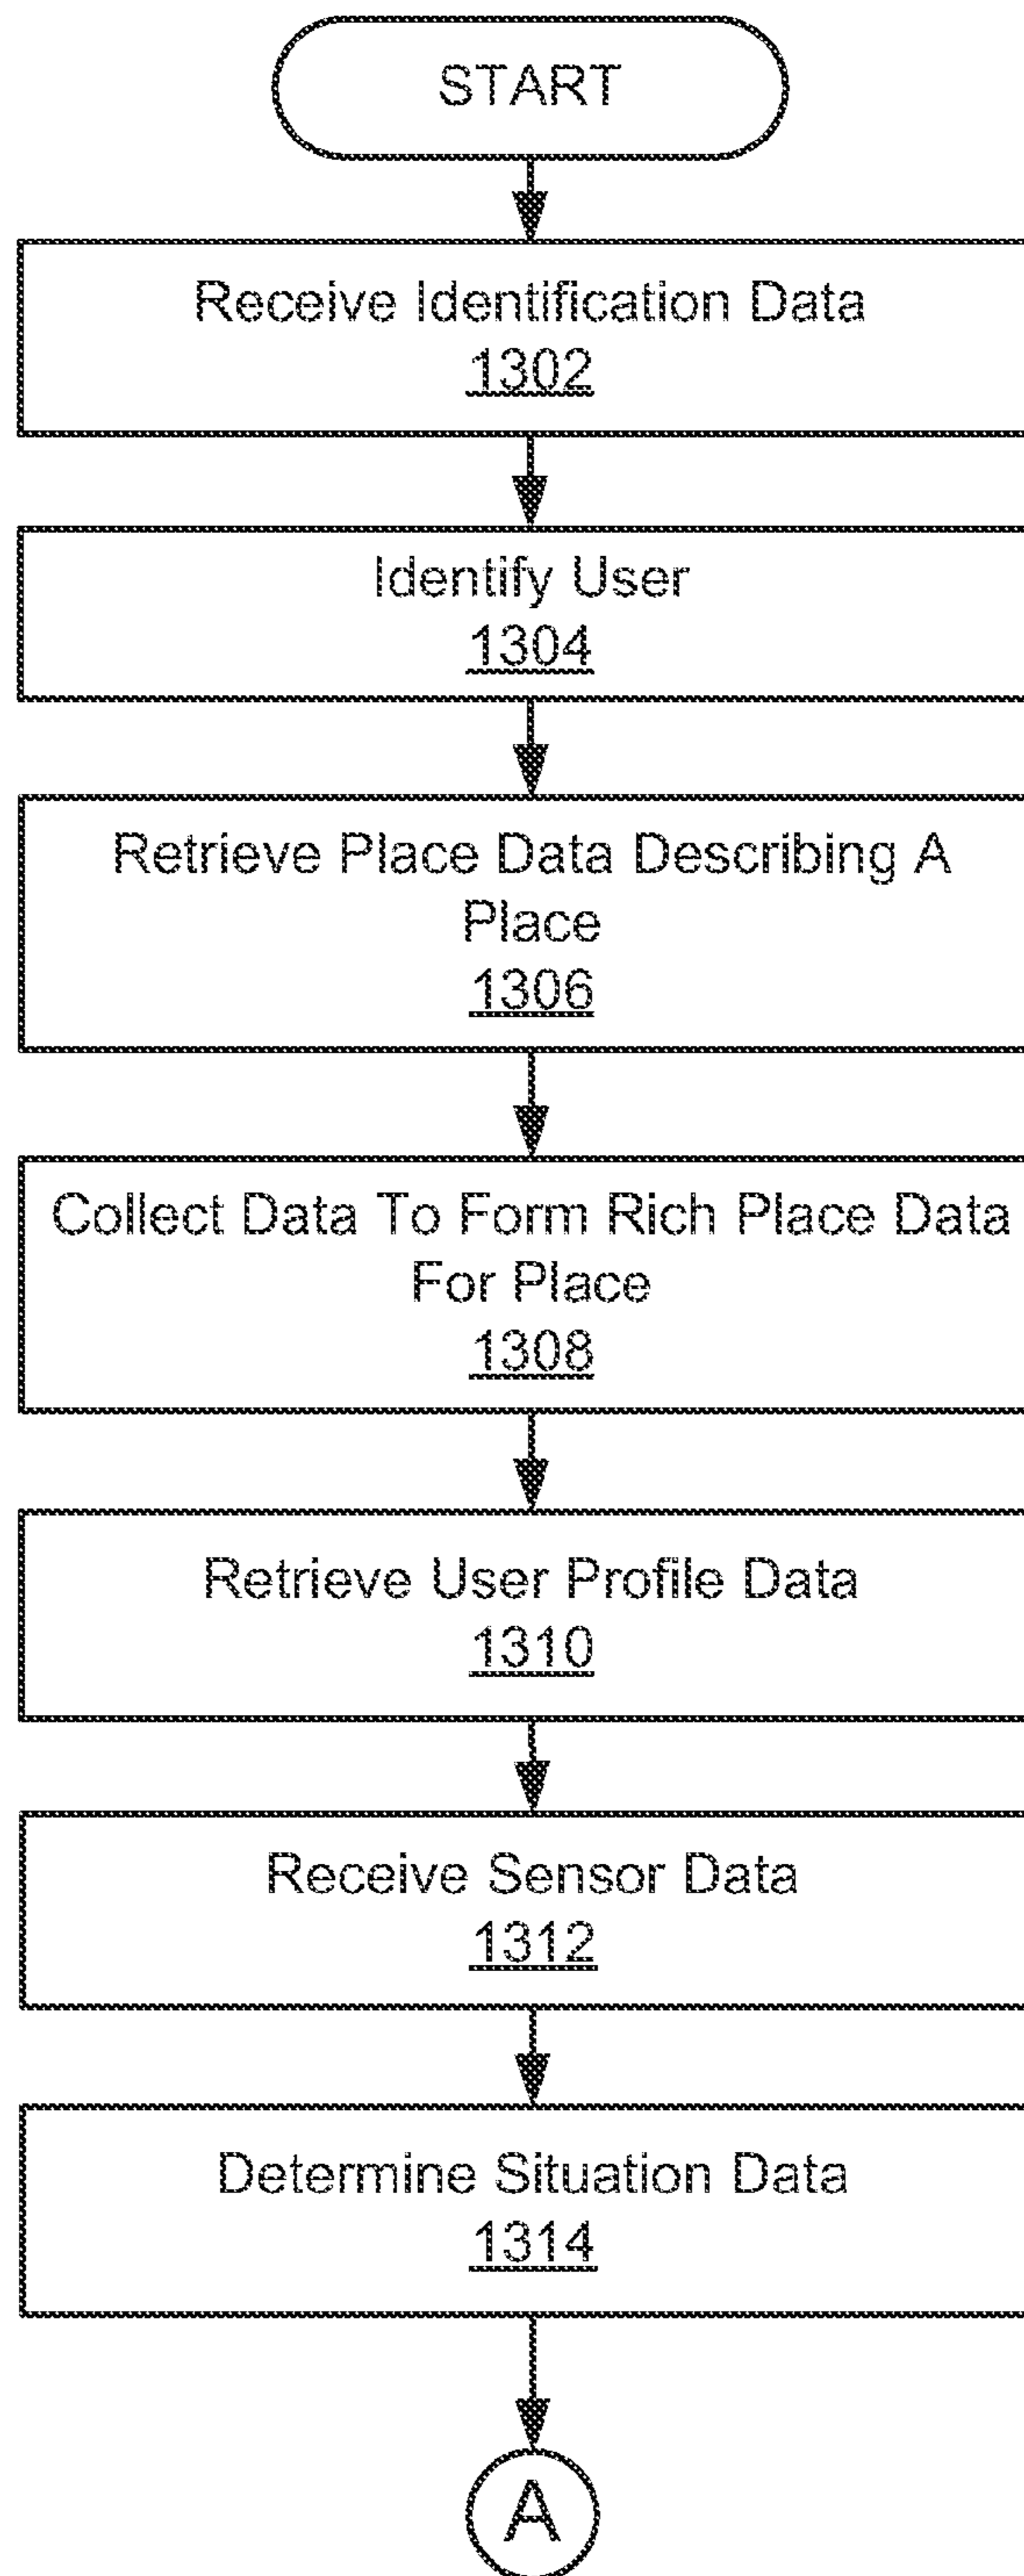 START
Receive Identification Data
1302
Identify User
1304
Retrieve Place Data Describing A
Place
1306
Collect Data To Form Rich Place Data
For Place
1308
Retrieve User Profile Data
1310
Receive Sensor Data
1312
Determine Situation Data
1314
A